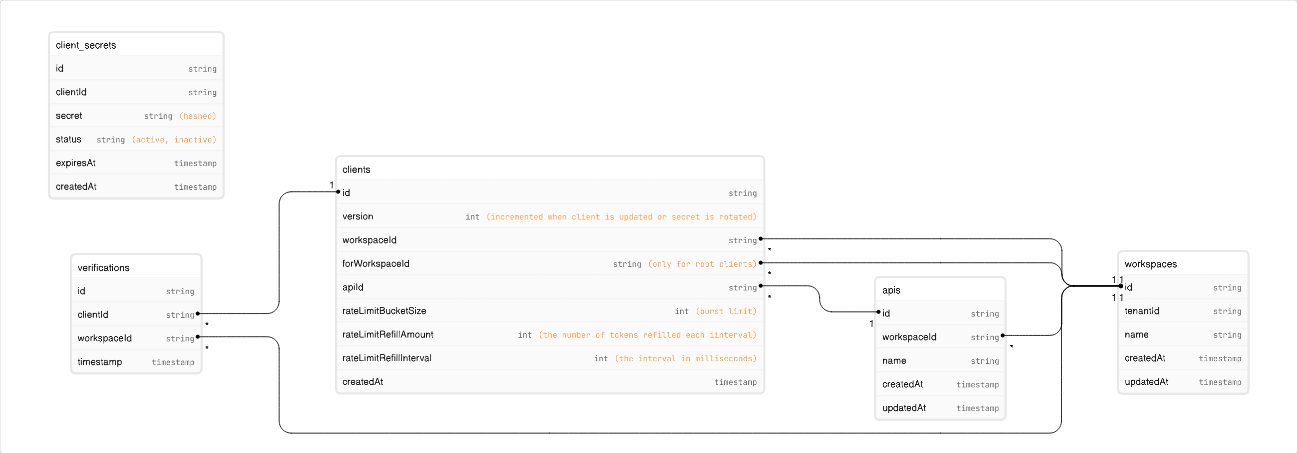 client_secrets
id string
clientId string
secret string (hashed)
status string (active, inactive)
expiresAt timestamp
createdAt timestamp
verifications
id string
clientId string
*
workspaceId string
*
timestamp timestamp
clients
1
id string
version int (incremented when client is updated or secret is rotated)
workspaceId string
*
forWorkspaceId string (only for root clients)
*
apiId string
*
rateLimitBucketSize int (burst limit)
rateLimitRefillAmount int (the number of tokens refilled each iinterval)
rateLimitRefillInterval int (the interval in milliseconds)
createdAt timestamp
apis
id string
1
workspaceId string
*
name string
createdAt timestamp
updatedAt timestamp
workspaces
1 1
id string
1 1
tenantId string
name string
createdAt timestamp
updatedAt timestamp